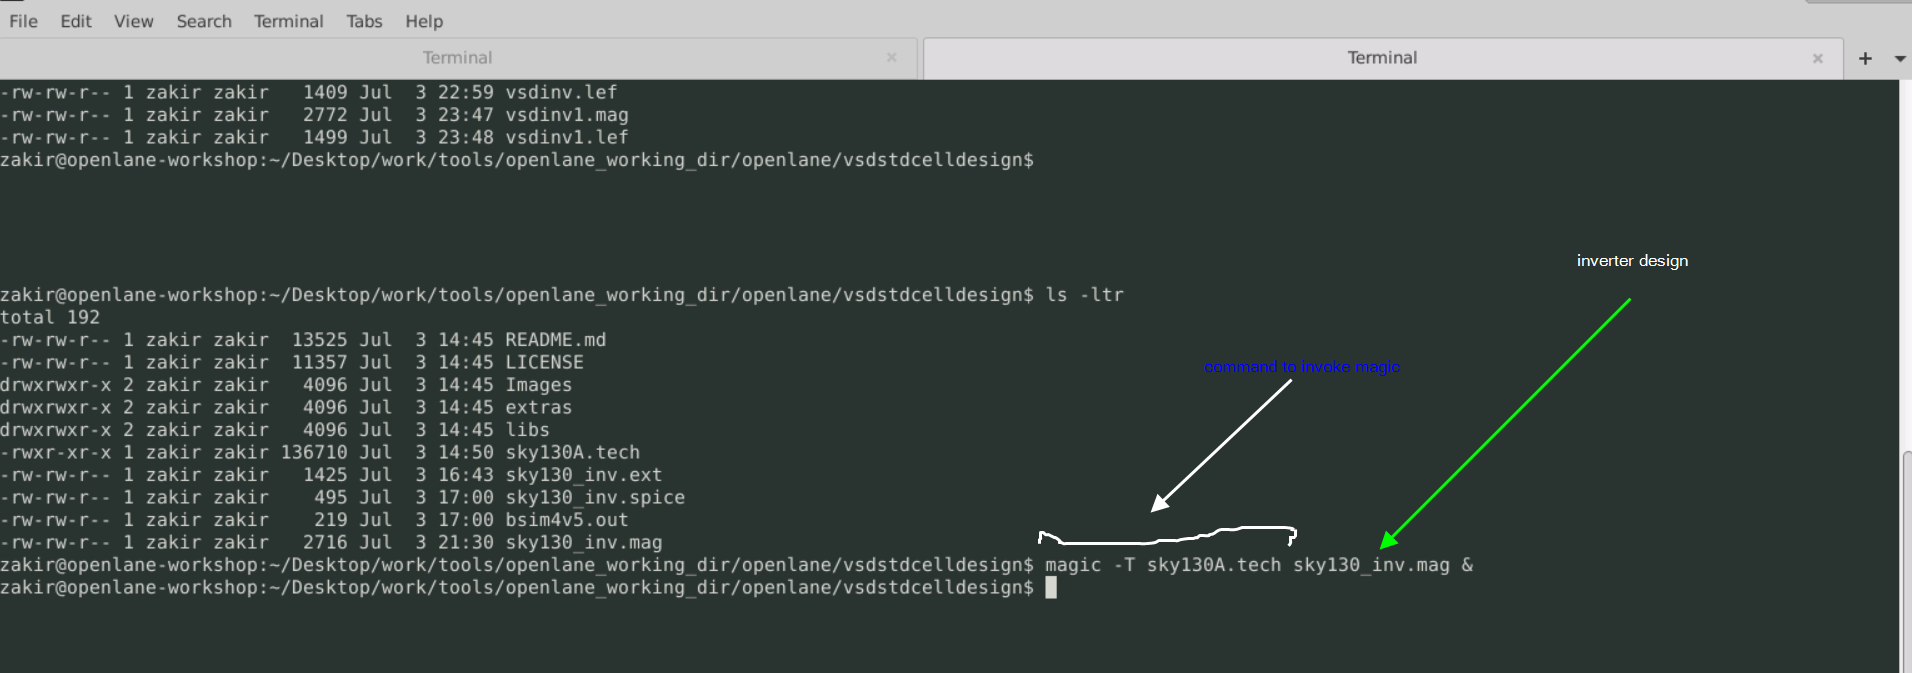 File Edit View Search Terminal Tabs Help
Terminal × Terminal × +
-rw-rw-r-- 1 zakir zakir   1409 Jul  3 22:59 vsdinv.lef
-rw-rw-r-- 1 zakir zakir   2772 Jul  3 23:47 vsdinv1.mag
-rw-rw-r-- 1 zakir zakir   1499 Jul  3 23:48 vsdinv1.lef
zakir@openlane-workshop:~/Desktop/work/tools/openlane_working_dir/openlane/vsdstdcelldesign$
inverter design
zakir@openlane-workshop:~/Desktop/work/tools/openlane_working_dir/openlane/vsdstdcelldesign$ ls -ltr
total 192
-rw-rw-r-- 1 zakir zakir  13525 Jul  3 14:45 README.md
-rw-rw-r-- 1 zakir zakir  11357 Jul  3 14:45 LICENSE
command to invoke magic
drwxrwxr-x 2 zakir zakir   4096 Jul  3 14:45 Images
drwxrwxr-x 2 zakir zakir   4096 Jul  3 14:45 extras
drwxrwxr-x 2 zakir zakir   4096 Jul  3 14:45 libs
-rwxr-xr-x 1 zakir zakir 136710 Jul  3 14:50 sky130A.tech
-rw-rw-r-- 1 zakir zakir   1425 Jul  3 16:43 sky130_inv.ext
-rw-rw-r-- 1 zakir zakir    495 Jul  3 17:00 sky130_inv.spice
-rw-rw-r-- 1 zakir zakir    219 Jul  3 17:00 bsim4v5.out
-rw-rw-r-- 1 zakir zakir   2716 Jul  3 21:30 sky130_inv.mag
zakir@openlane-workshop:~/Desktop/work/tools/openlane_working_dir/openlane/vsdstdcelldesign$ magic -T sky130A.tech sky130_inv.mag &
zakir@openlane-workshop:~/Desktop/work/tools/openlane_working_dir/openlane/vsdstdcelldesign$